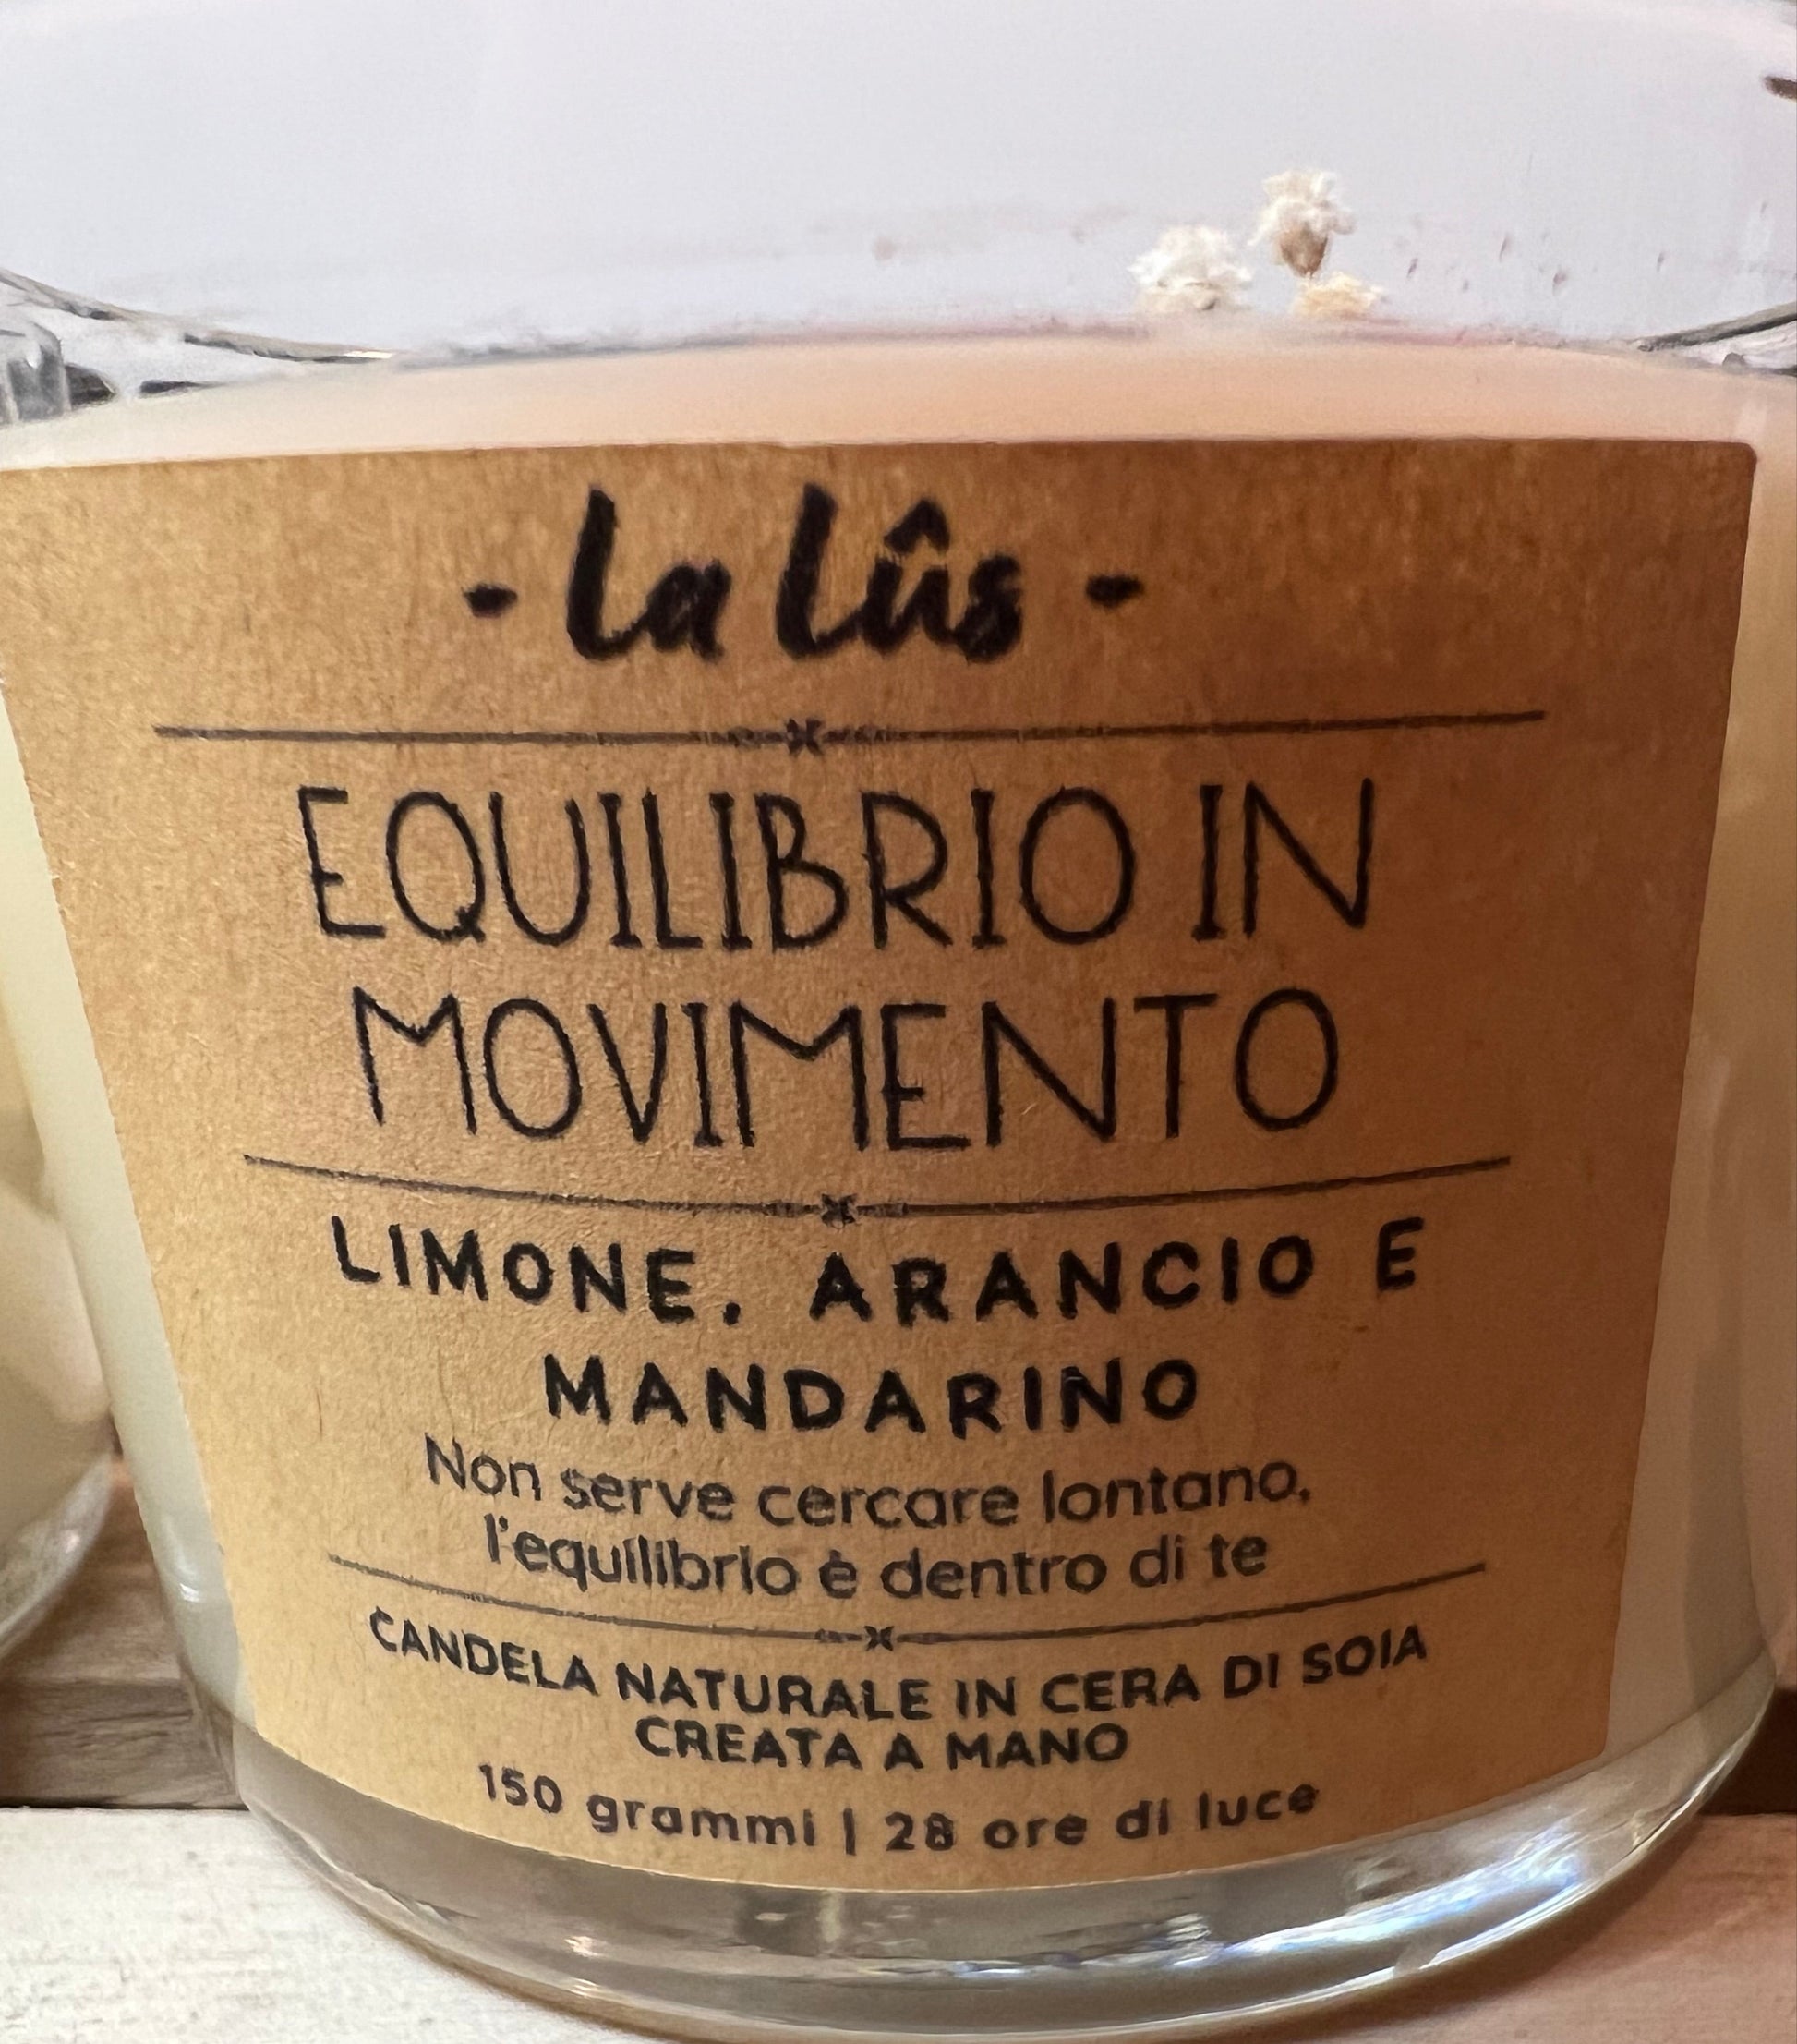 - la lûs -
EQUILIBRIO IN
MOVIMENTO
LIMONE, ARANCIO E
MANDARINO
Non serve cercare lontano,
l'equilibrio è dentro di te
CANDELA NATURALE IN CERA DI SOIA
CREATA A MANO
150 grammi | 28 ore di luce